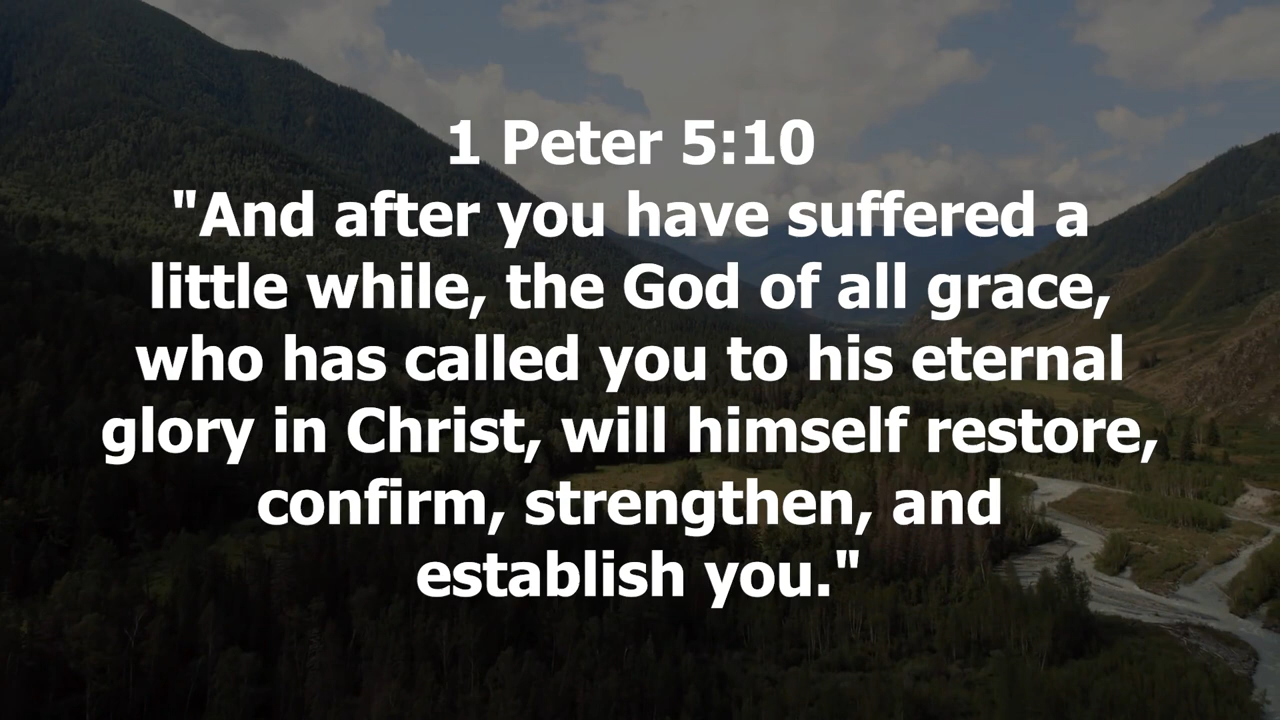 1 Peter 5:10
"And after you have suffered a
little while, the God of all grace,
who has called you to his eternal
glory in Christ, will himself restore,
confirm, strengthen, and
establish you."